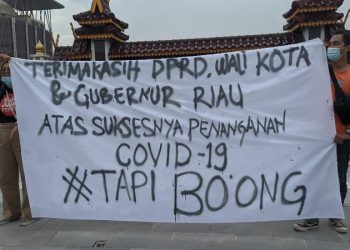 TERIMAKASIH DPRD, WALI KOTA
& GUBERNUR RIAU
ATAS SUKSESNYA PENANGANAN
COVID-19
#TAPI BO'ONG